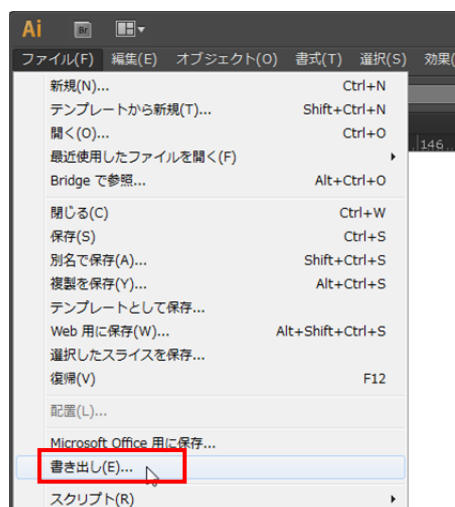 Ai Br
ファイル(F) 編集(E) オブジェクト(O) 書式(T) 選択(S) 効果(
新規(N)... Ctrl+N
テンプレートから新規(T)... Shift+Ctrl+N
開く(O)... Ctrl+O
146
最近使用したファイルを開く(F)
Bridge で参照... Alt+Ctrl+O
閉じる(C) Ctrl+W
保存(S) Ctrl+S
別名で保存(A)... Shift+Ctrl+S
複製を保存(Y)... Alt+Ctrl+S
テンプレートとして保存...
Web 用に保存(W)... Alt+Shift+Ctrl+S
選択したスライスを保存...
復帰(V) F12
配置(L)...
Microsoft Office 用に保存...
書き出し(E)...
スクリプト(R)